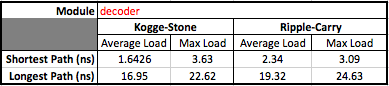 Module decoder
Kogge-Stone Ripple-Carry
Average Load Max Load Average Load Max Load
Shortest Path (ns) 1.6426 3.63 2.34 3.09
Longest Path (ns) 16.95 22.62 19.32 24.63